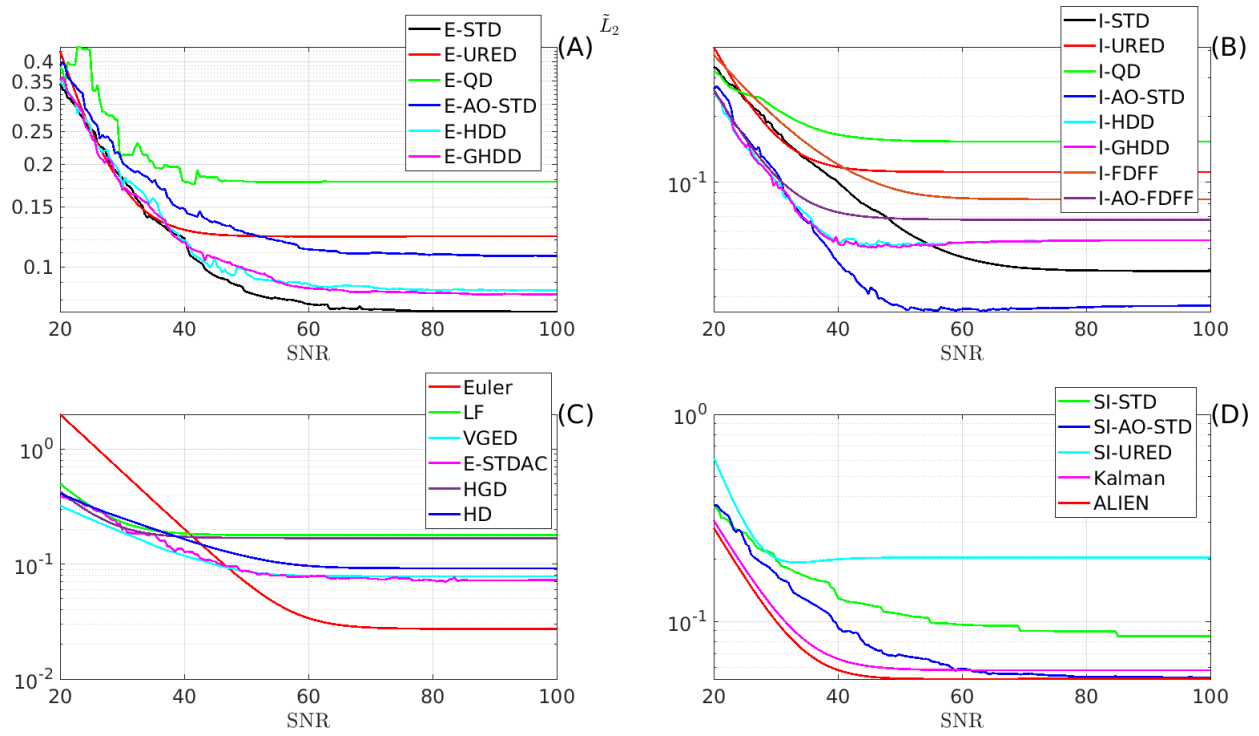 E-STD
E-URED
E-QD
E-AO-STD
E-HDD
E-GHDD
(A)
0.4
0.35
0.3
0.25
0.2
0.15
0.1
20 40 60 80 100
SNR
L̃₂
I-STD
I-URED
I-QD
I-AO-STD
I-HDD
I-GHDD
I-FDFF
I-AO-FDFF
(B)
10⁻¹
20 40 60 80 100
SNR
Euler
LF
VGED
E-STDAC
HGD
HD
(C)
10⁰
10⁻¹
10⁻²
20 40 60 80 100
SNR
SI-STD
SI-AO-STD
SI-URED
Kalman
ALIEN
(D)
10⁰
10⁻¹
20 40 60 80 100
SNR